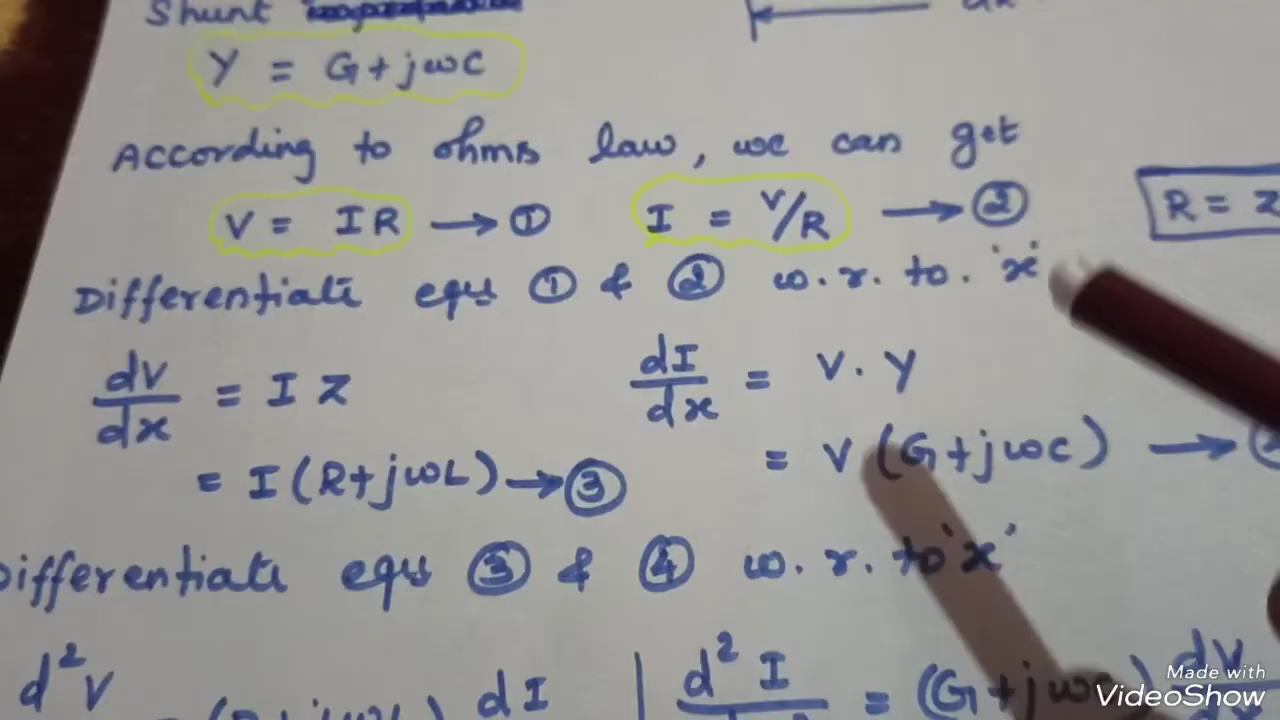 Shunt
Y = G+jωC
According to ohms law, we can get
V = IR → ① I = V/R → ②
R = Z
Differentiate eqs ① & ② w.r.to. 'x'
dV/dx = I Z dI/dx = V . Y
= I (R+jωL) → ③ = V (G+jωC) →
Differentiate eqs ③ & ④ w.r.to 'x'
d²V dI | d²I = (G+jωC) dV
Made with
VideoShow